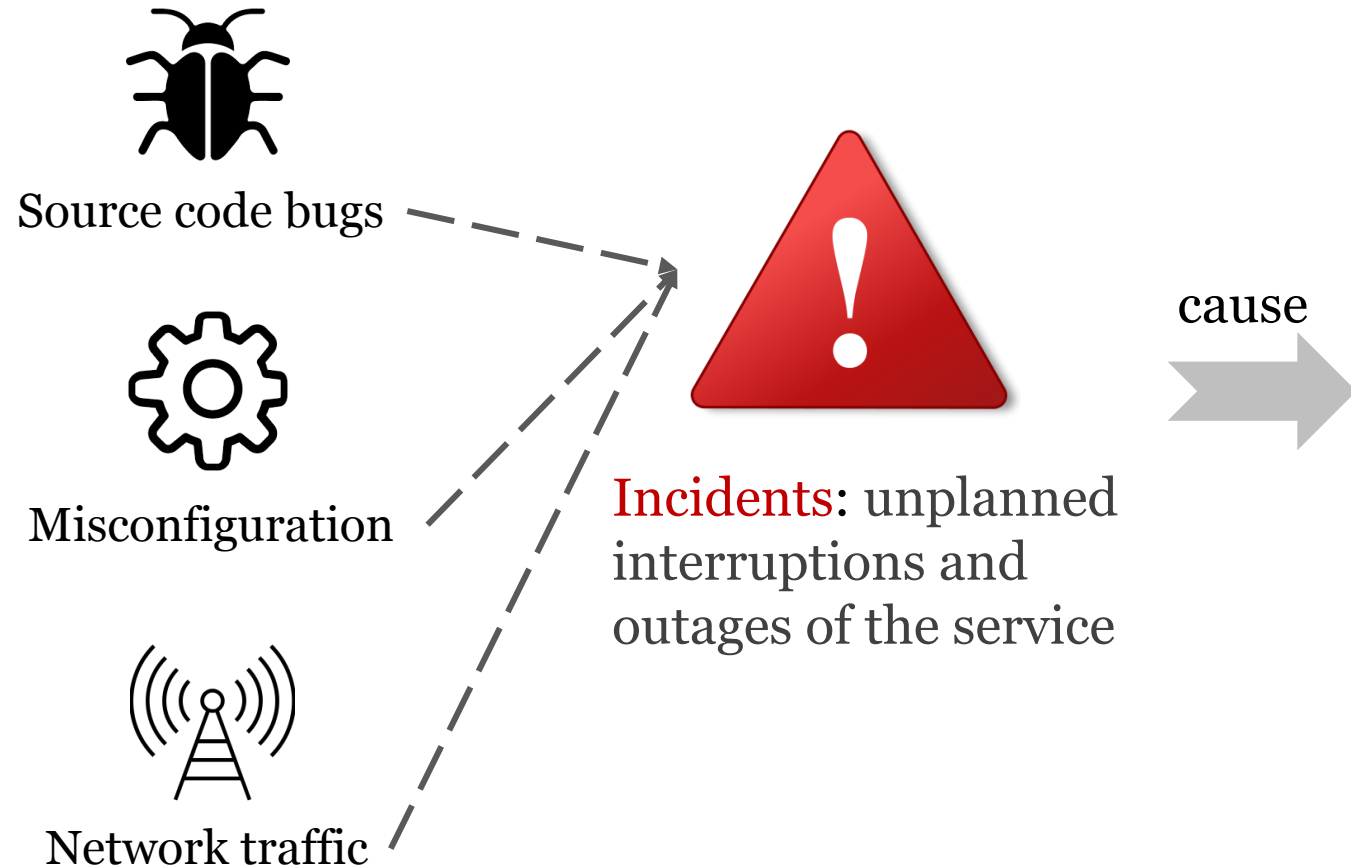 Source code bugs
Misconfiguration
Network traffic
Incidents: unplanned
interruptions and
outages of the service
cause